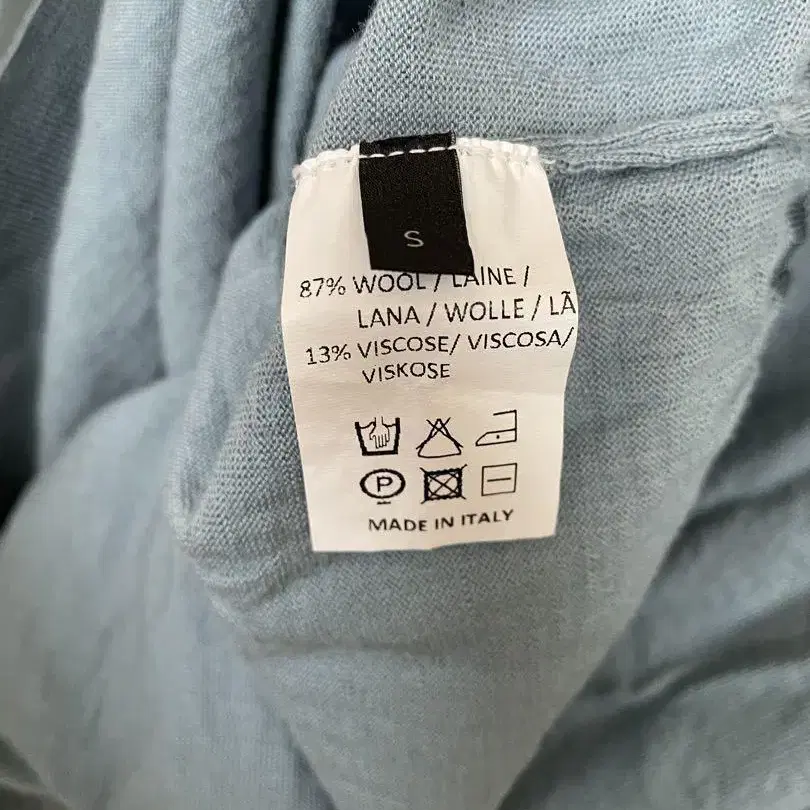 S
87% WOOL / LAINE /
LANA / WOLLE / LÃ
13% VISCOSE/ VISCOSA/
VISKOSE
P
MADE IN ITALY